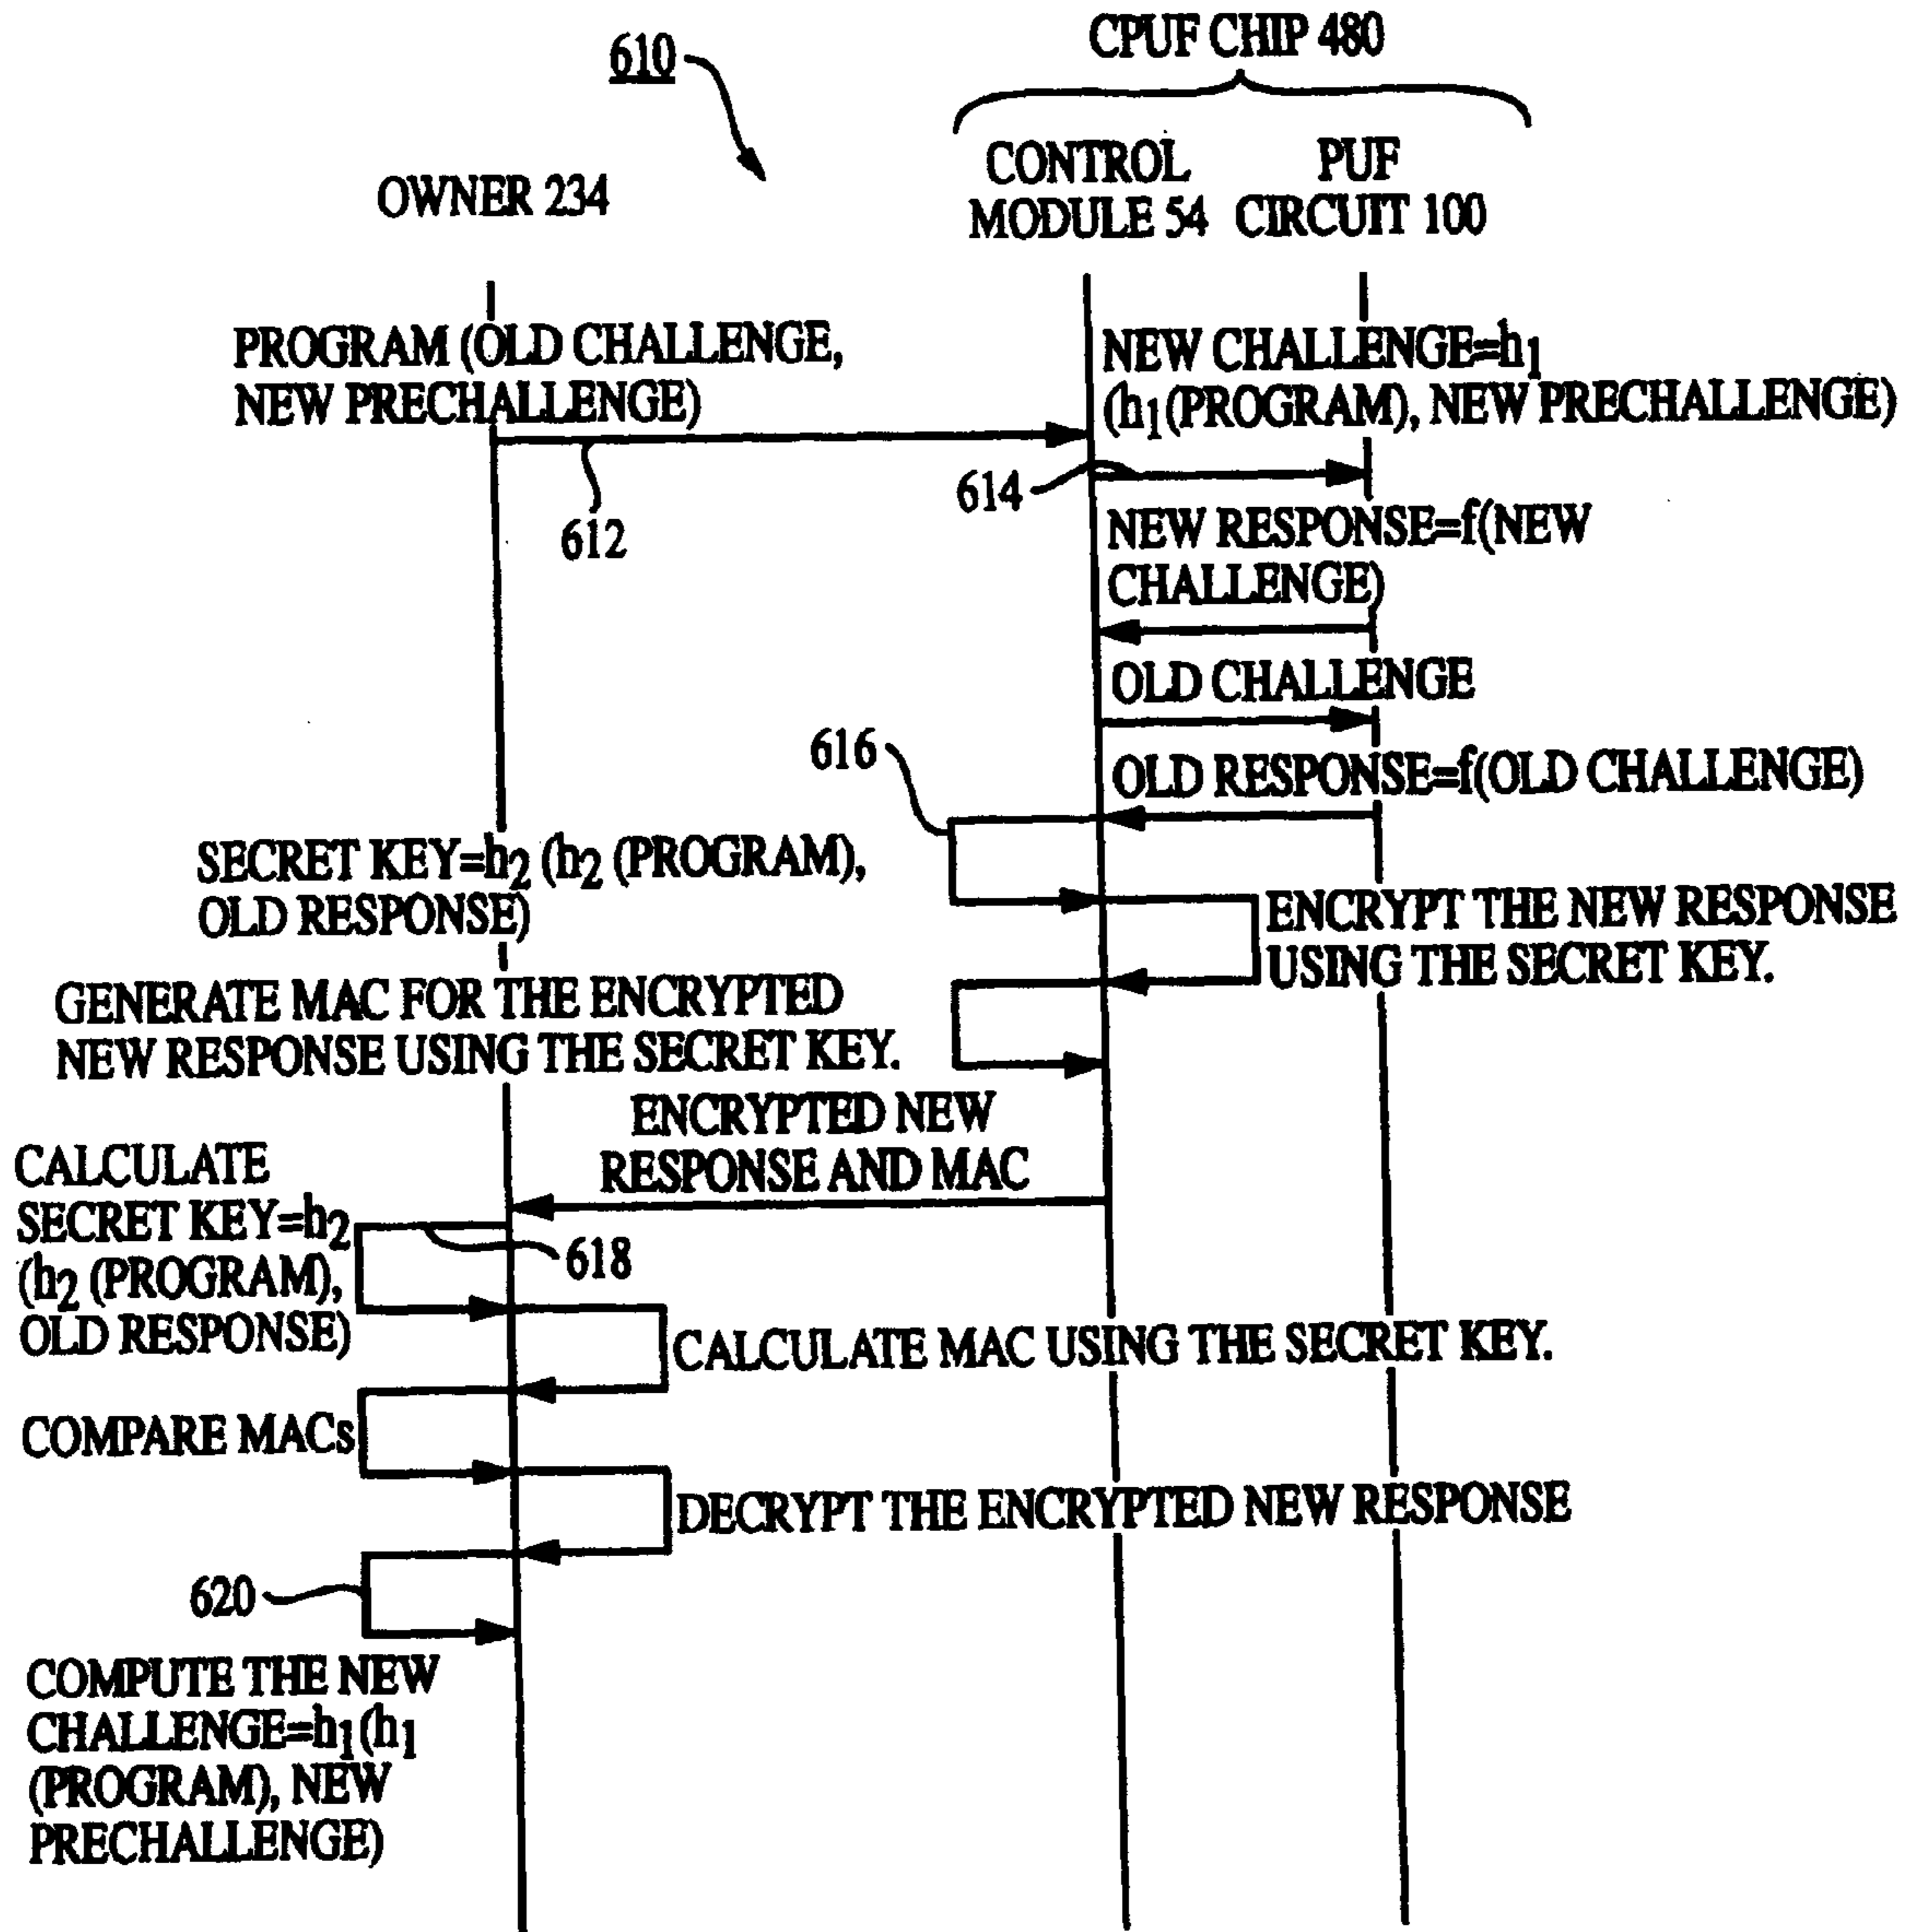 610
CPUF CHIP 480
OWNER 234
CONTROL
MODULE 54
PUF
CIRCUIT 100
PROGRAM (OLD CHALLENGE,
NEW PRECHALLENGE)
612
NEW CHALLENGE=h1
(h1(PROGRAM), NEW PRECHALLENGE)
614
NEW RESPONSE=f(NEW
CHALLENGE)
OLD CHALLENGE
616
OLD RESPONSE=f(OLD CHALLENGE)
SECRET KEY=h2 (h2 (PROGRAM),
OLD RESPONSE)
ENCRYPT THE NEW RESPONSE
USING THE SECRET KEY.
GENERATE MAC FOR THE ENCRYPTED
NEW RESPONSE USING THE SECRET KEY.
ENCRYPTED NEW
RESPONSE AND MAC
CALCULATE
SECRET KEY=h2
(h2 (PROGRAM),
OLD RESPONSE)
618
CALCULATE MAC USING THE SECRET KEY.
COMPARE MACs
DECRYPT THE ENCRYPTED NEW RESPONSE
620
COMPUTE THE NEW
CHALLENGE=h1(h1
(PROGRAM), NEW
PRECHALLENGE)